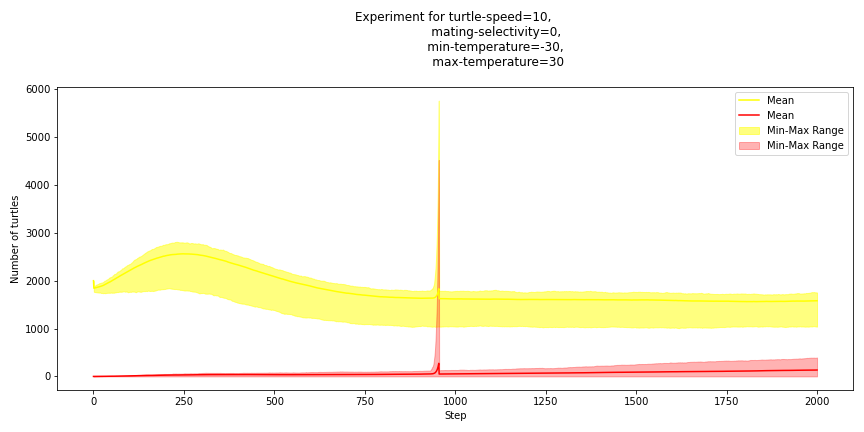 Experiment for turtle-speed=10,
mating-selectivity=0,
min-temperature=-30,
max-temperature=30
6000
5000
4000
3000
2000
1000
0
Number of turtles
Mean
Mean
Min-Max Range
Min-Max Range
0 250 500 750 1000 1250 1500 1750 2000
Step